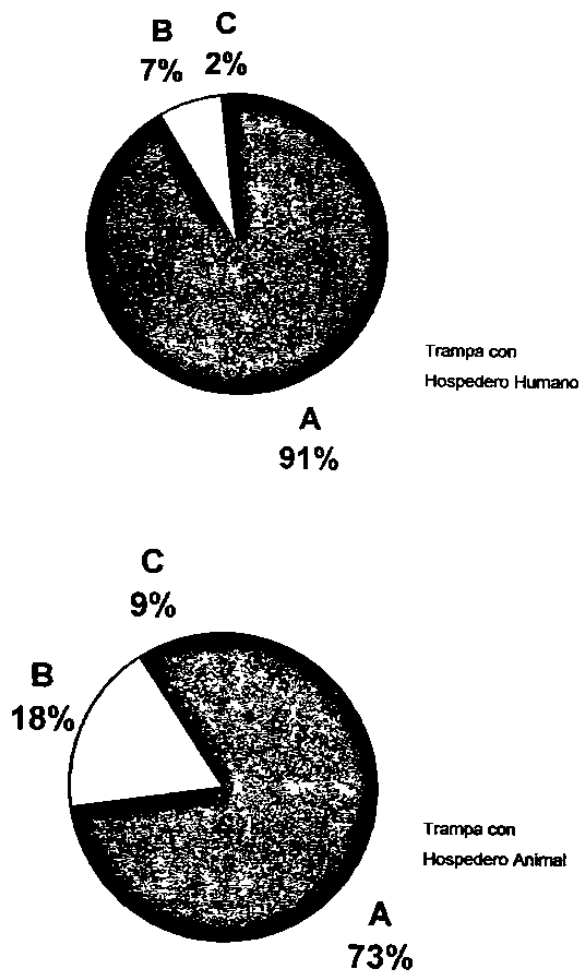 B
7%
C
2%
Trampa con
Hospedero Humano
A
91%
C
9%
B
18%
Trampa con
Hospedero Animal
A
73%